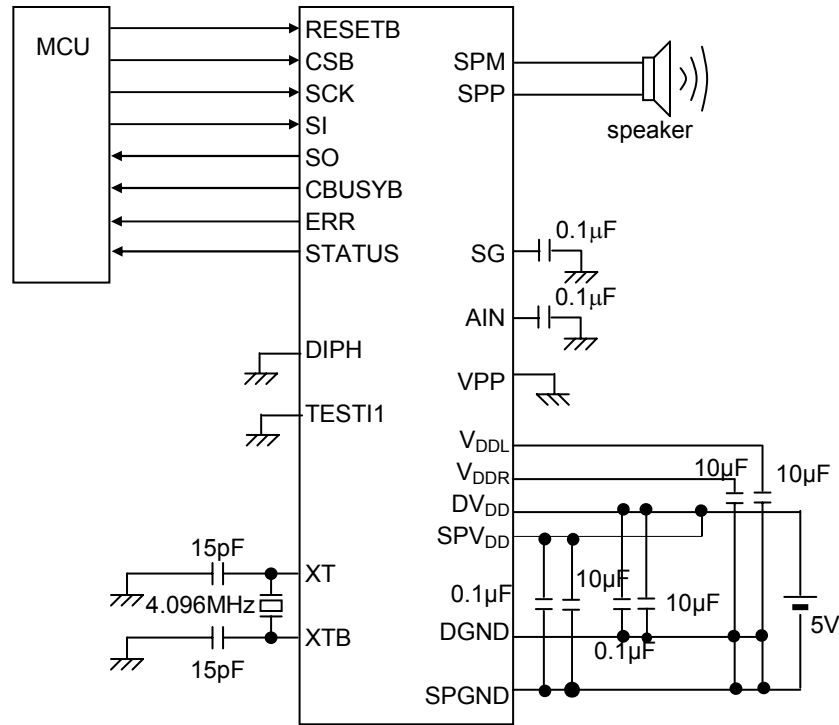 MCU
RESETB
CSB
SCK
SI
SO
CBUSYB
ERR
STATUS
DIPH
TESTI1
15pF
XT
4.096MHz
XTB
15pF
SPM
SPP
speaker
0.1μF
SG
0.1μF
AIN
VPP
VDDL
10μF
10μF
VDDR
DVDD
SPVDD
0.1μF
10μF
10μF
DGND
0.1μF
5V
SPGND